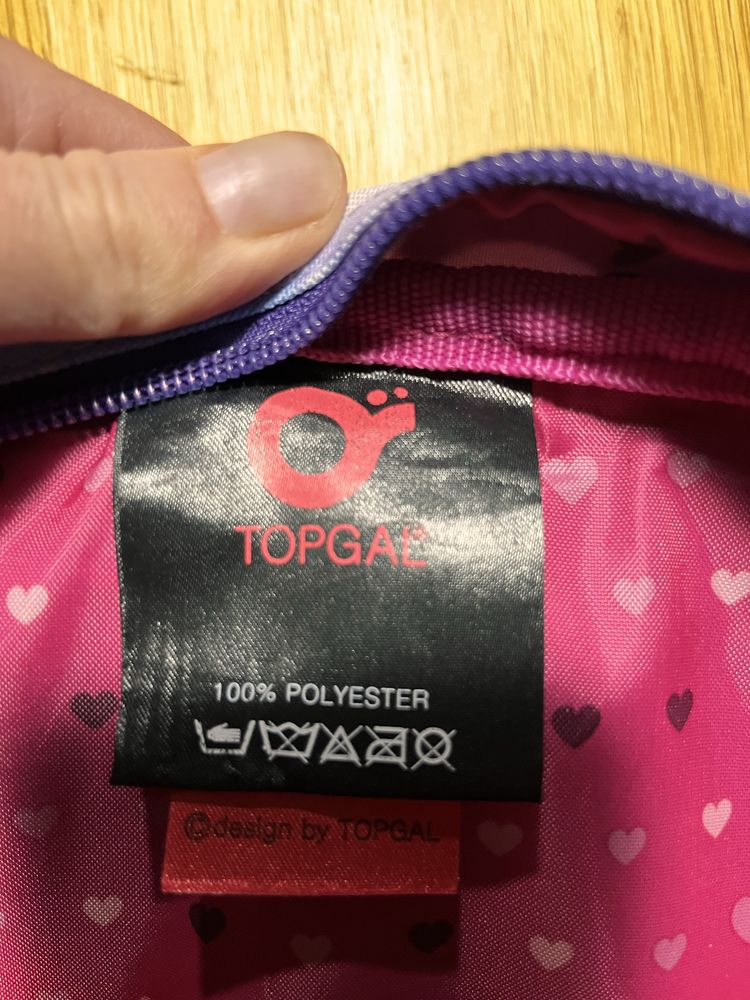 TOPGAL®
100% POLYESTER
©design by TOPGAL